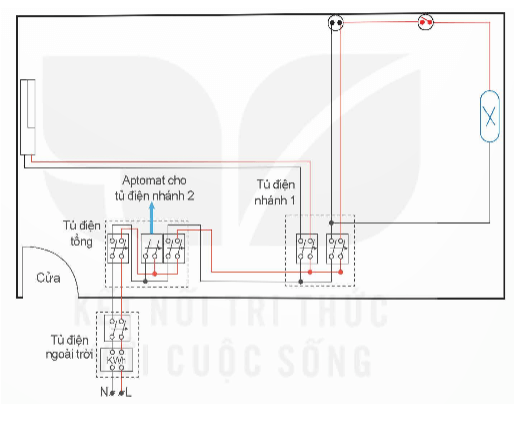 Aptomat cho
tủ điện nhánh 2
Tủ điện
nhánh 1
Tủ điện
tổng
Cửa
KẾT NỐI TRI THỨC
VỚI CUỘC SỐNG
Tủ điện
ngoài trời
KWh
N
L